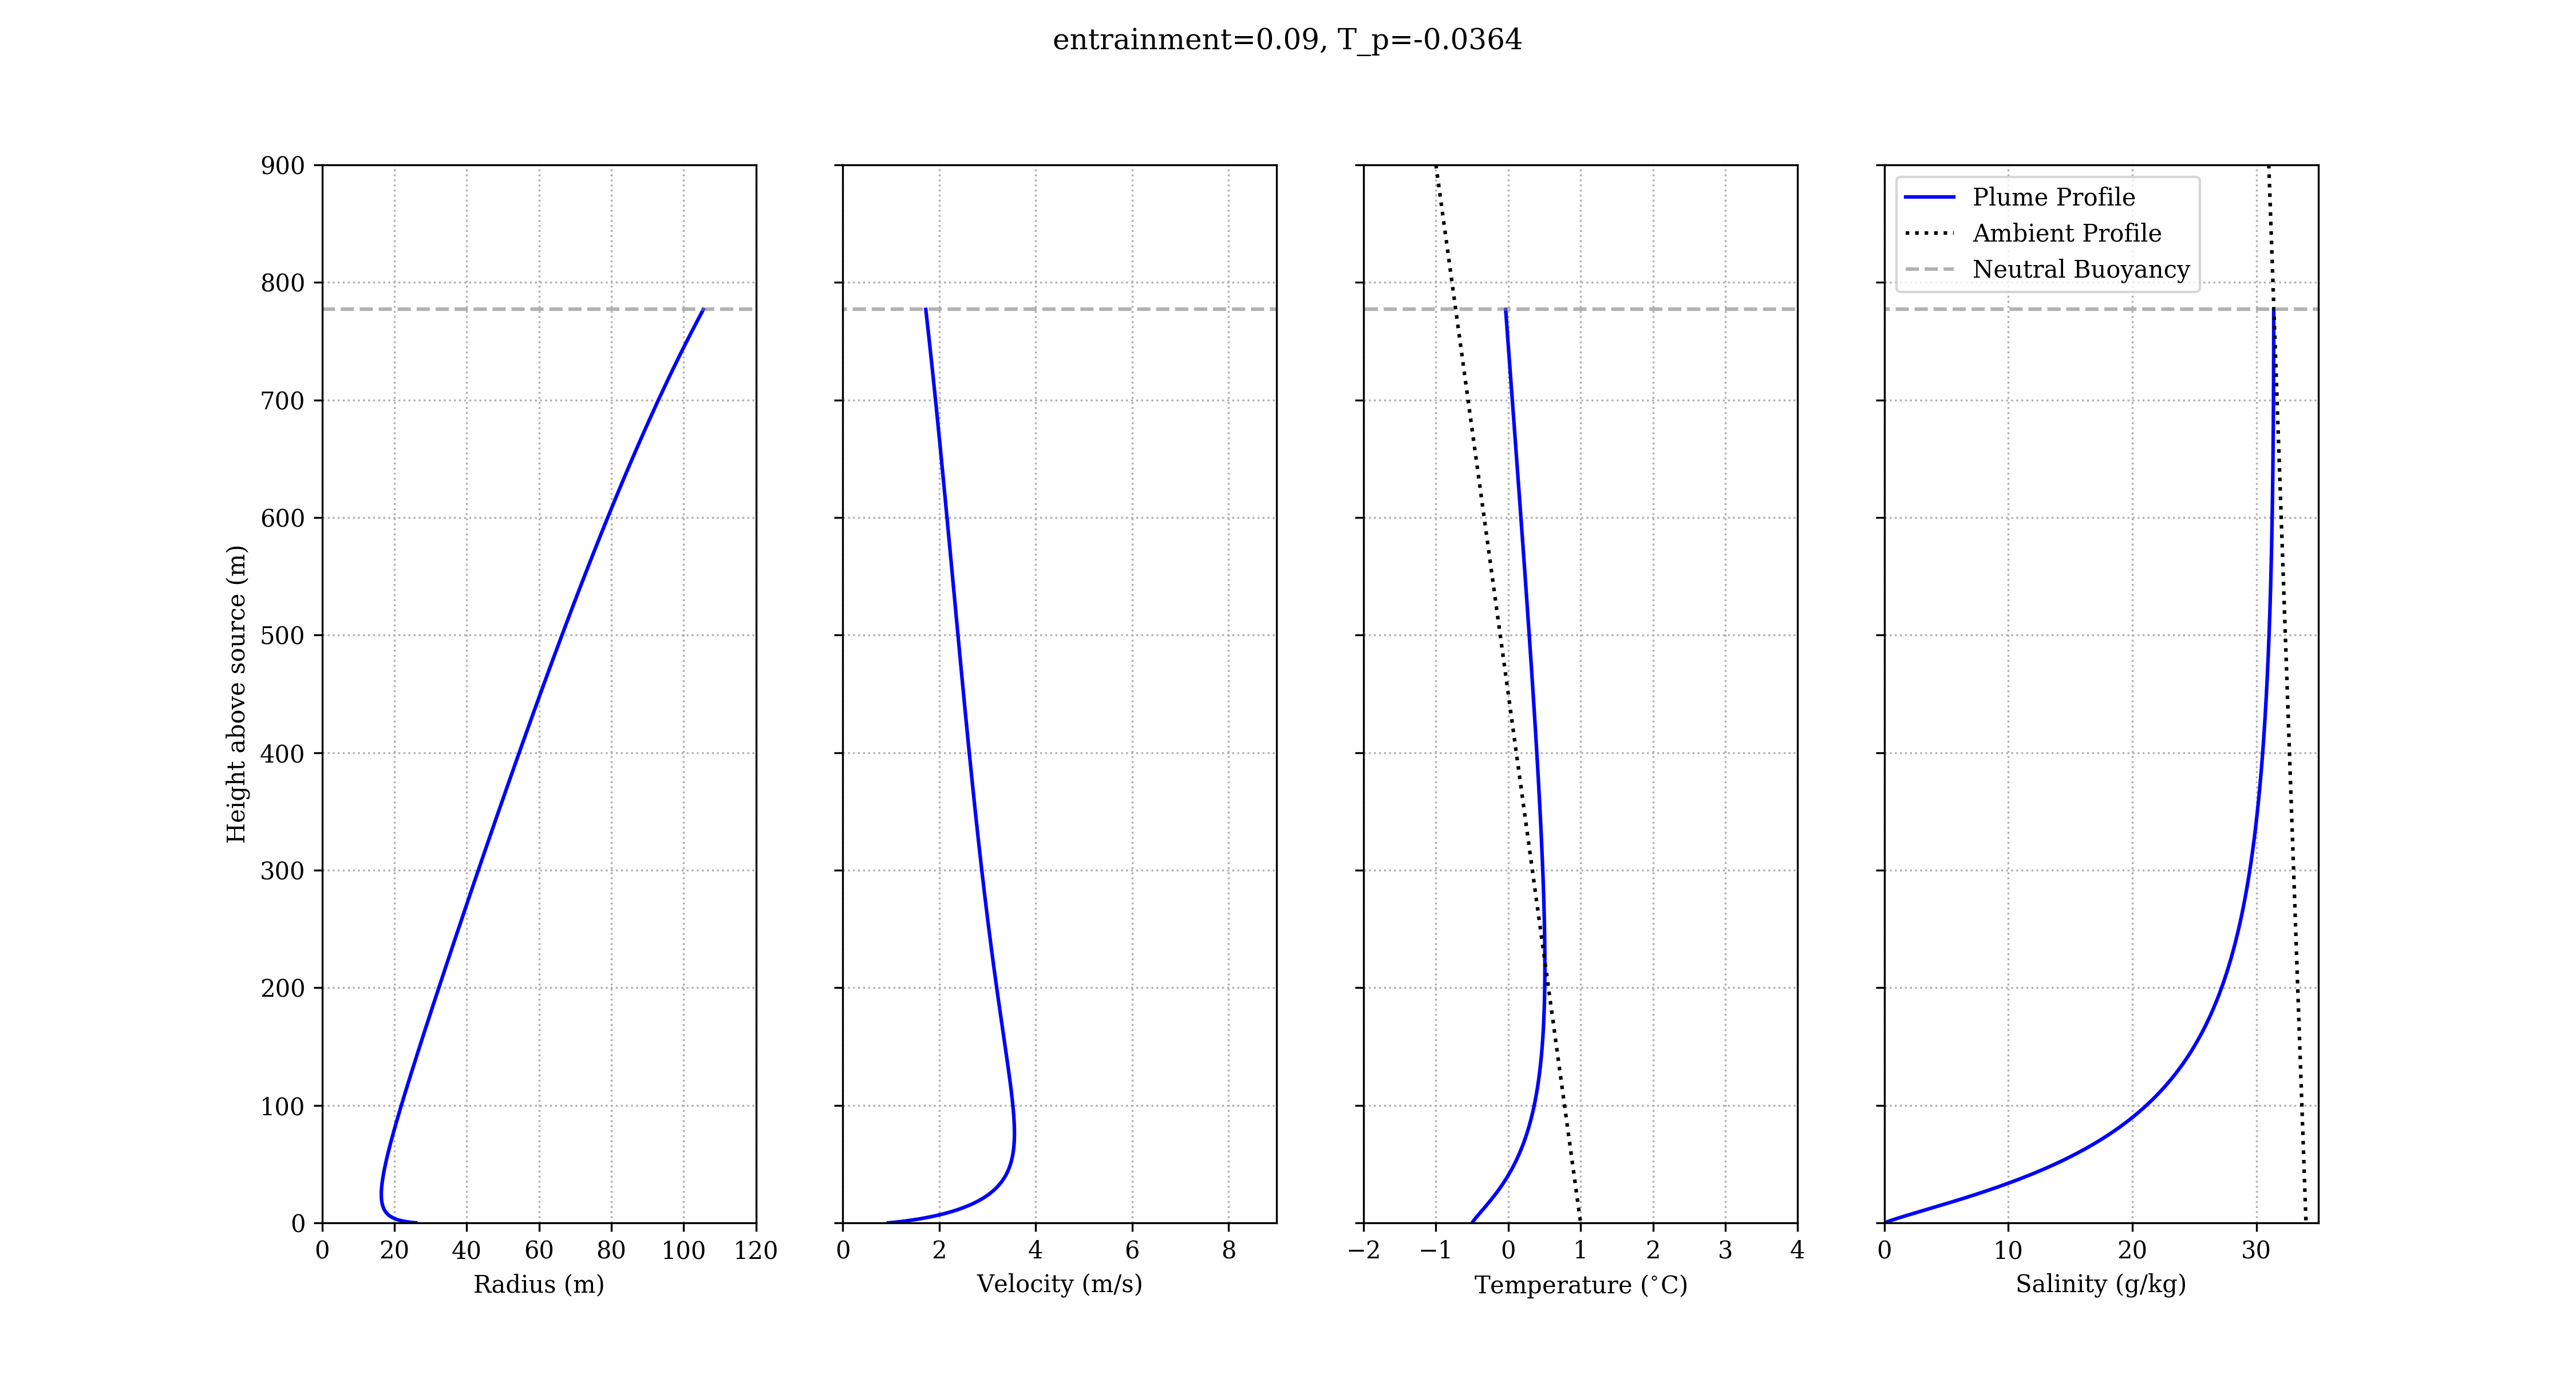 entrainment=0.09, T_p=-0.0364
Height above source (m)
900
800
700
600
500
400
300
200
100
0
0 20 40 60 80 100 120
Radius (m)
0 2 4 6 8
Velocity (m/s)
−2 −1 0 1 2 3 4
Temperature (°C)
Plume Profile
Ambient Profile
Neutral Buoyancy
0 10 20 30
Salinity (g/kg)